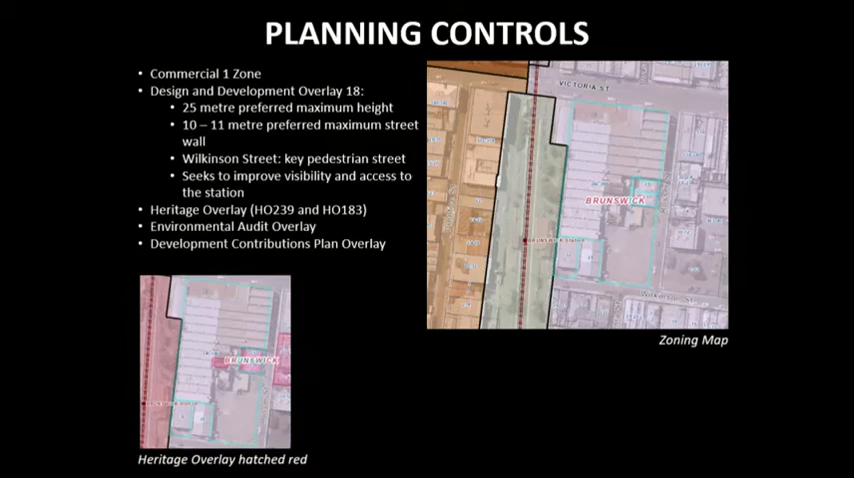 PLANNING CONTROLS
• Commercial 1 Zone
• Design and Development Overlay 18:
• 25 metre preferred maximum height
• 10 – 11 metre preferred maximum street
wall
• Wilkinson Street: key pedestrian street
• Seeks to improve visibility and access to
the station
• Heritage Overlay (HO239 and HO183)
• Environmental Audit Overlay
• Development Contributions Plan Overlay
VICTORIA ST
BRUNSWICK
BRUNSWICK
Zoning Map
Heritage Overlay hatched red